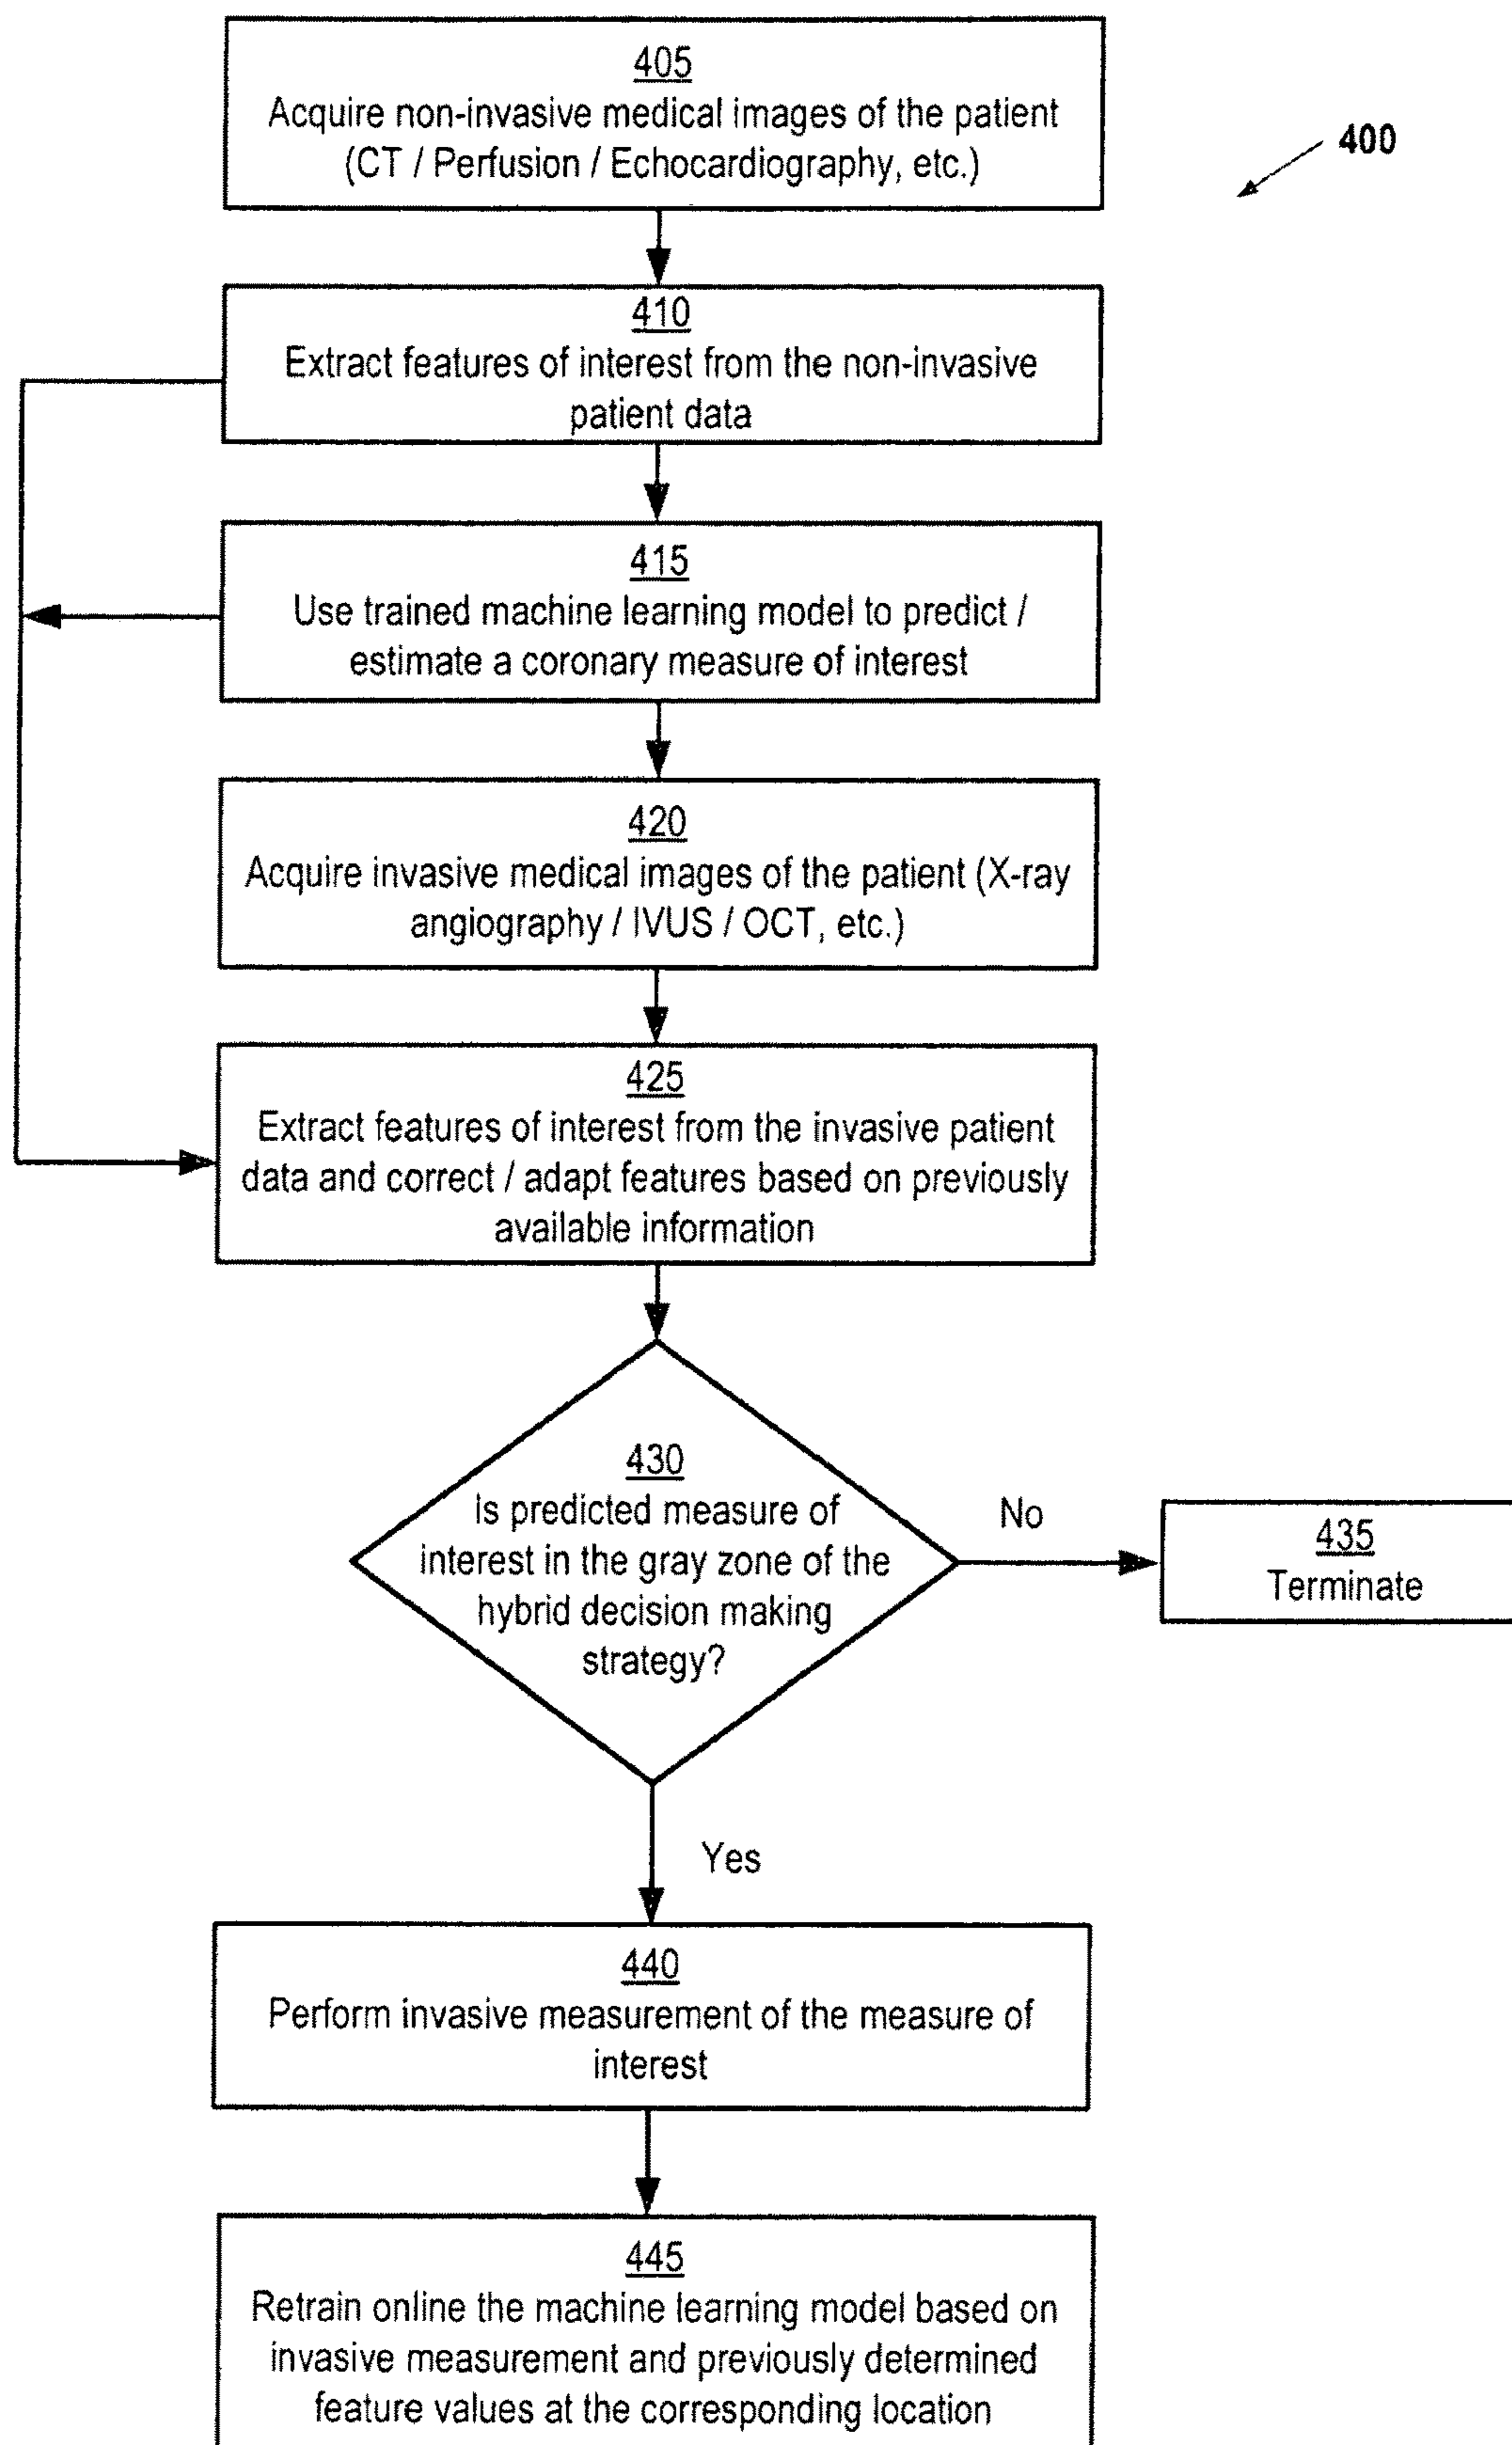 405
Acquire non-invasive medical images of the patient
(CT / Perfusion / Echocardiography, etc.)
400
410
Extract features of interest from the non-invasive
patient data
415
Use trained machine learning model to predict /
estimate a coronary measure of interest
420
Acquire invasive medical images of the patient (X-ray
angiography / IVUS / OCT, etc.)
425
Extract features of interest from the invasive patient
data and correct / adapt features based on previously
available information
430
Is predicted measure of
interest in the gray zone of the
hybrid decision making
strategy?
No
435
Terminate
Yes
440
Perform invasive measurement of the measure of
interest
445
Retrain online the machine learning model based on
invasive measurement and previously determined
feature values at the corresponding location